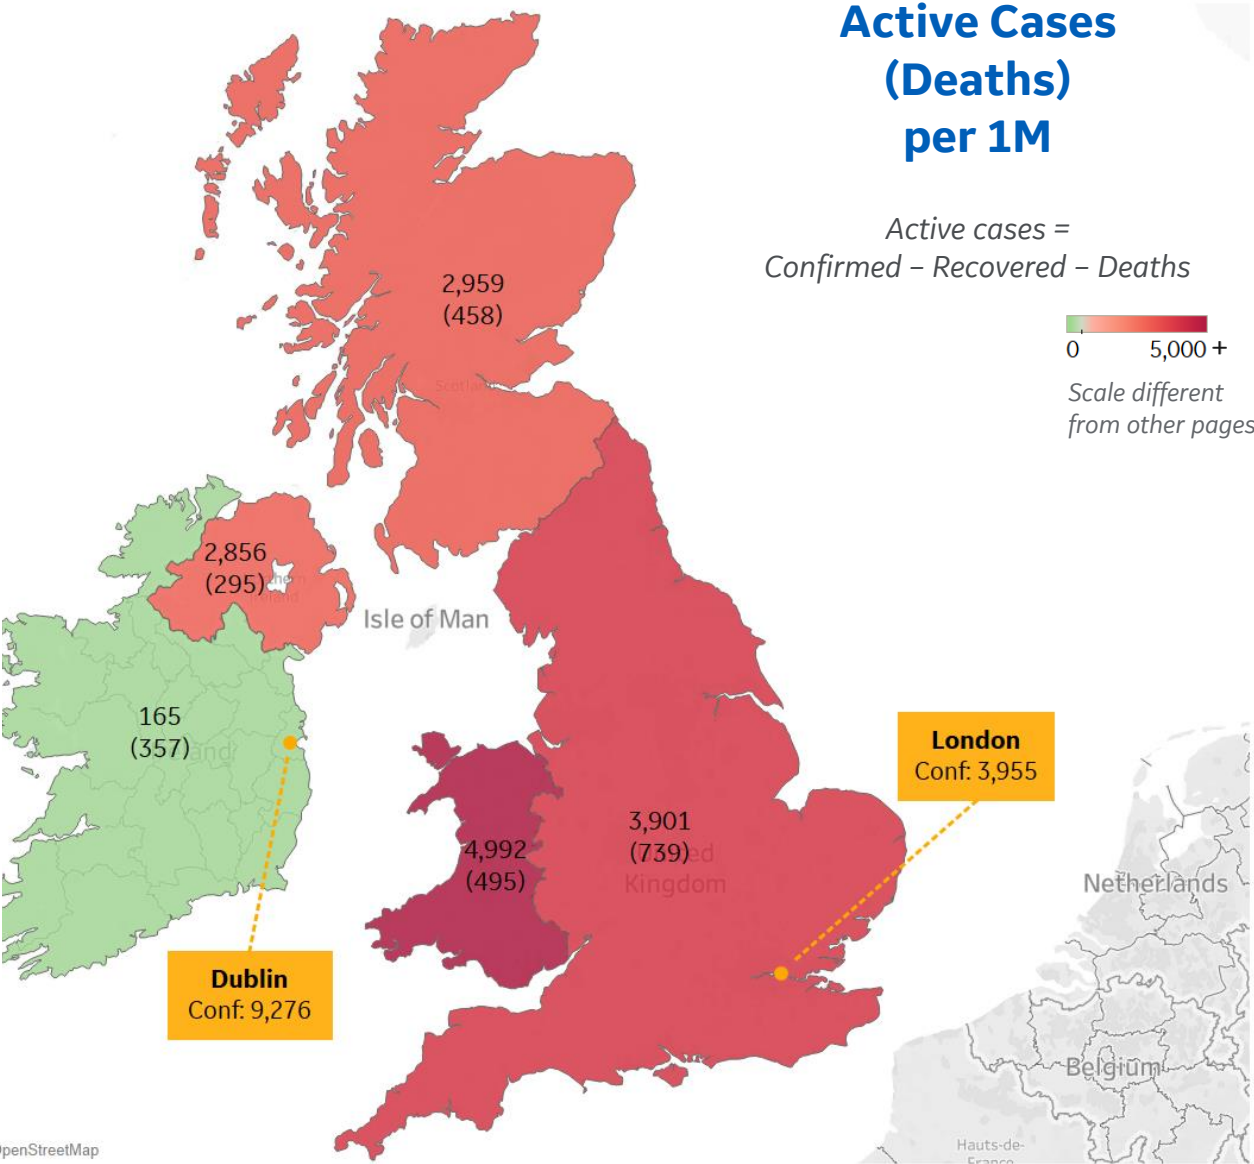 Active Cases
(Deaths)
per 1M
Active cases =
Confirmed – Recovered – Deaths
0 5,000 +
Scale different
from other pages
2,959
(458)
Scotland
2,856
(295)
Isle of Man
165
(357)
London
Conf: 3,955
3,901
(739)
Kingdom
4,992
(495)
Netherlands
Dublin
Conf: 9,276
Belgium
Hauts-de-
France
penStreetMap